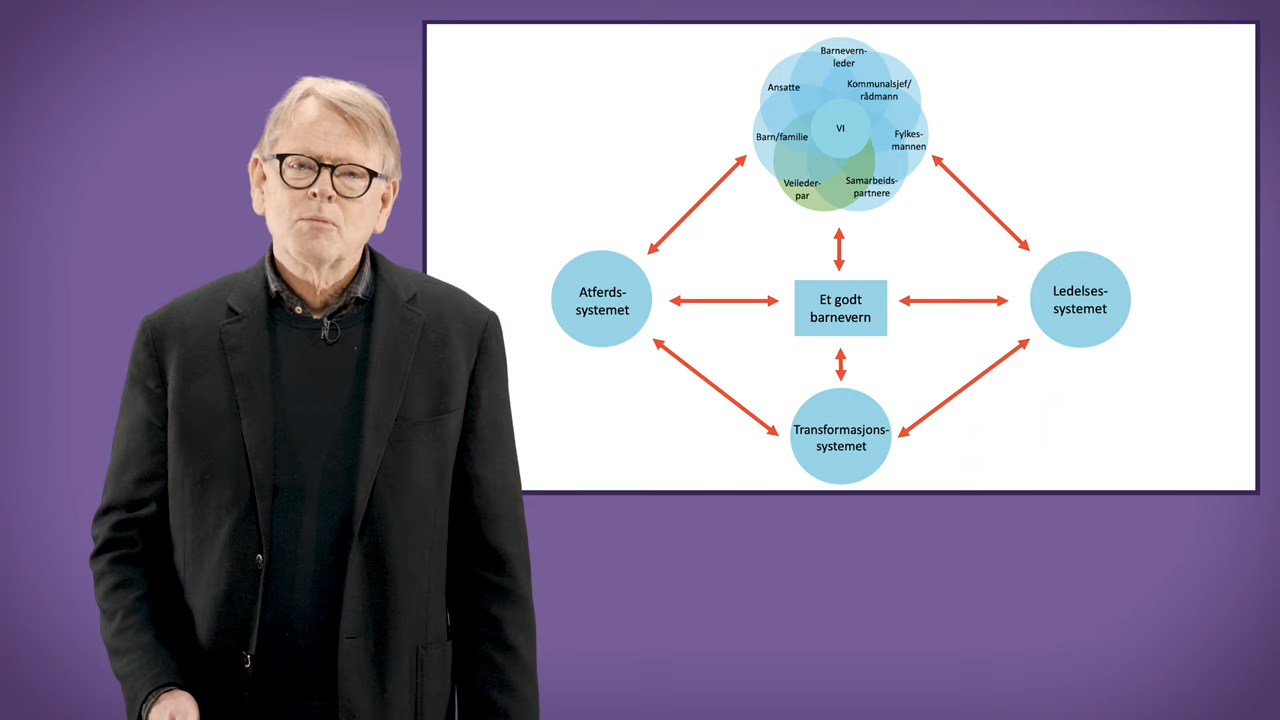 Barnevern-
leder
Ansatte
Kommunalsjef/
rådmann
VI
Barn/familie
Fylkes-
mannen
Veileder-
par
Samarbeids-
partnere
Atferds-
systemet
Et godt
barnevern
Ledelses-
systemet
Transformasjons-
systemet